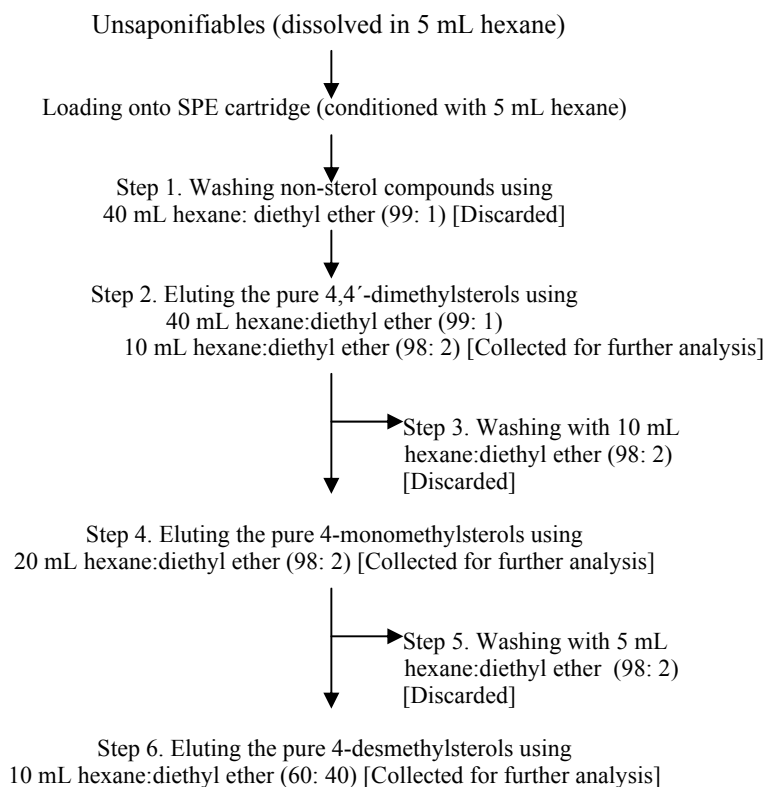 Unsaponifiables (dissolved in 5 mL hexane)
Loading onto SPE cartridge (conditioned with 5 mL hexane)
Step 1. Washing non-sterol compounds using
40 mL hexane: diethyl ether (99: 1) [Discarded]
Step 2. Eluting the pure 4,4´-dimethylsterols using
40 mL hexane:diethyl ether (99: 1)
10 mL hexane:diethyl ether (98: 2) [Collected for further analysis]
Step 3. Washing with 10 mL
hexane:diethyl ether (98: 2)
[Discarded]
Step 4. Eluting the pure 4-monomethylsterols using
20 mL hexane:diethyl ether (98: 2) [Collected for further analysis]
Step 5. Washing with 5 mL
hexane:diethyl ether (98: 2)
[Discarded]
Step 6. Eluting the pure 4-desmethylsterols using
10 mL hexane:diethyl ether (60: 40) [Collected for further analysis]